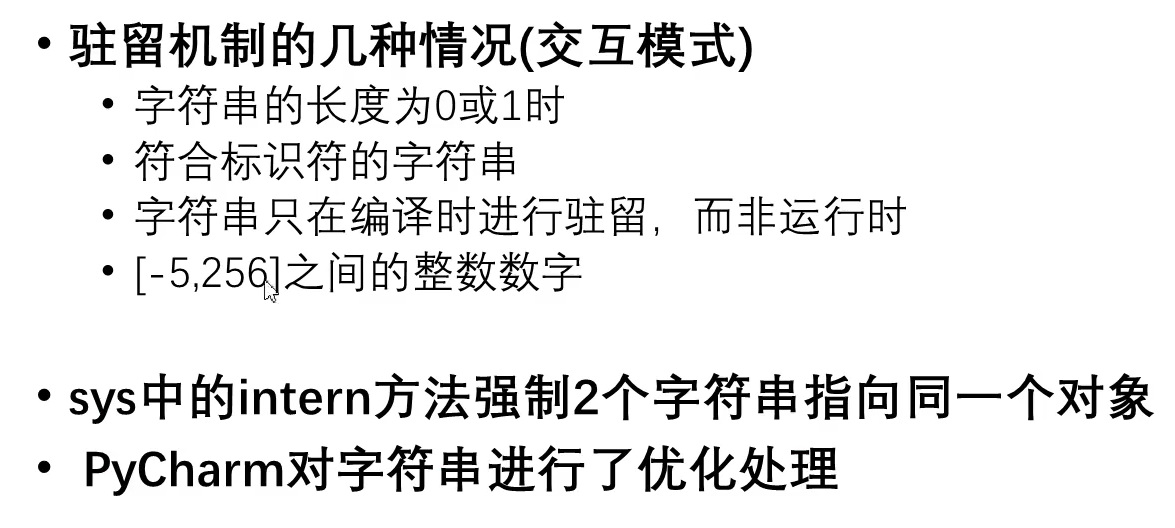 • 驻留机制的几种情况(交互模式)
• 字符串的长度为0或1时
• 符合标识符的字符串
• 字符串只在编译时进行驻留，而非运行时
• [-5,256]之间的整数数字
• sys中的intern方法强制2个字符串指向同一个对象
• PyCharm对字符串进行了优化处理